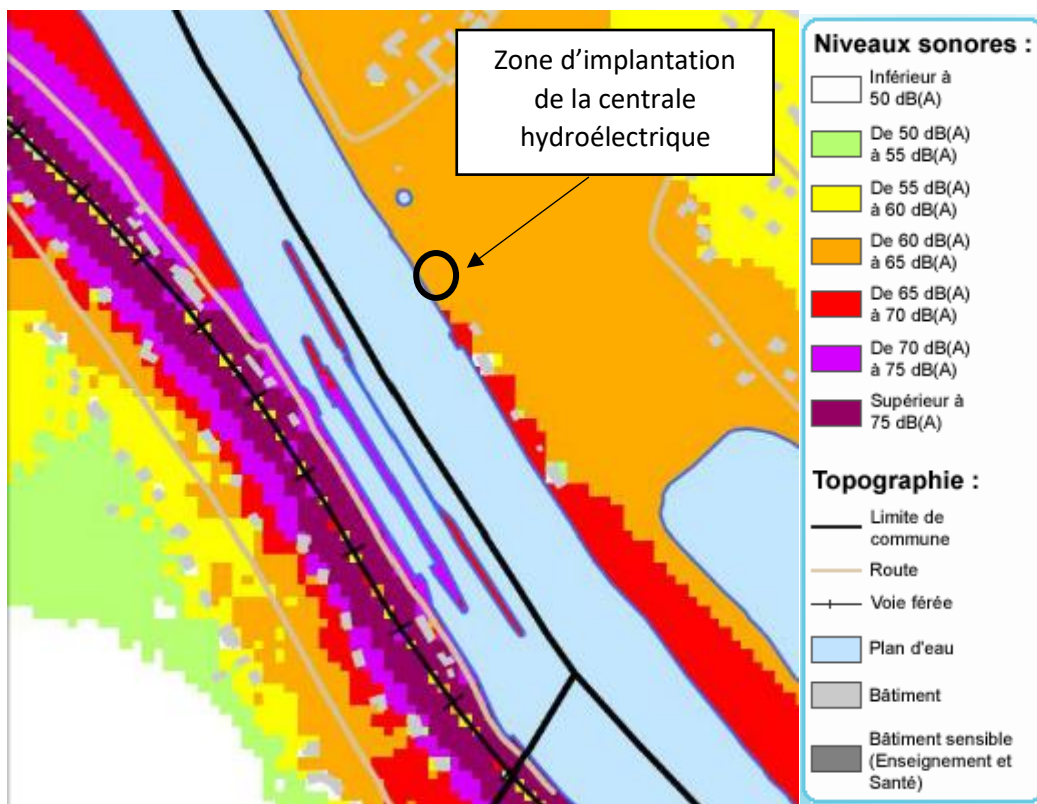 Zone d'implantation
de la centrale
hydroélectrique
Niveaux sonores :
Inférieur à
50 dB(A)
De 50 dB(A)
à 55 dB(A)
De 55 dB(A)
à 60 dB(A)
De 60 dB(A)
à 65 dB(A)
De 65 dB(A)
à 70 dB(A)
De 70 dB(A)
à 75 dB(A)
Supérieur à
75 dB(A)
Topographie :
Limite de
commune
Route
Voie férée
Plan d'eau
Bâtiment
Bâtiment sensible
(Enseignement et
Santé)